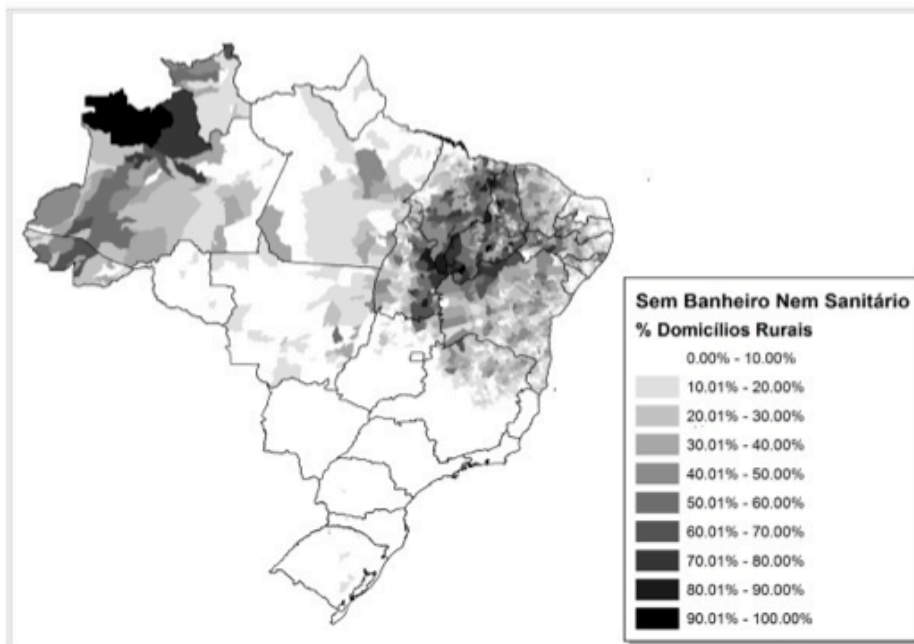 Sem Banheiro Nem Sanitário
% Domicílios Rurais
0.00% - 10.00%
10.01% - 20.00%
20.01% - 30.00%
30.01% - 40.00%
40.01% - 50.00%
50.01% - 60.00%
60.01% - 70.00%
70.01% - 80.00%
80.01% - 90.00%
90.01% - 100.00%